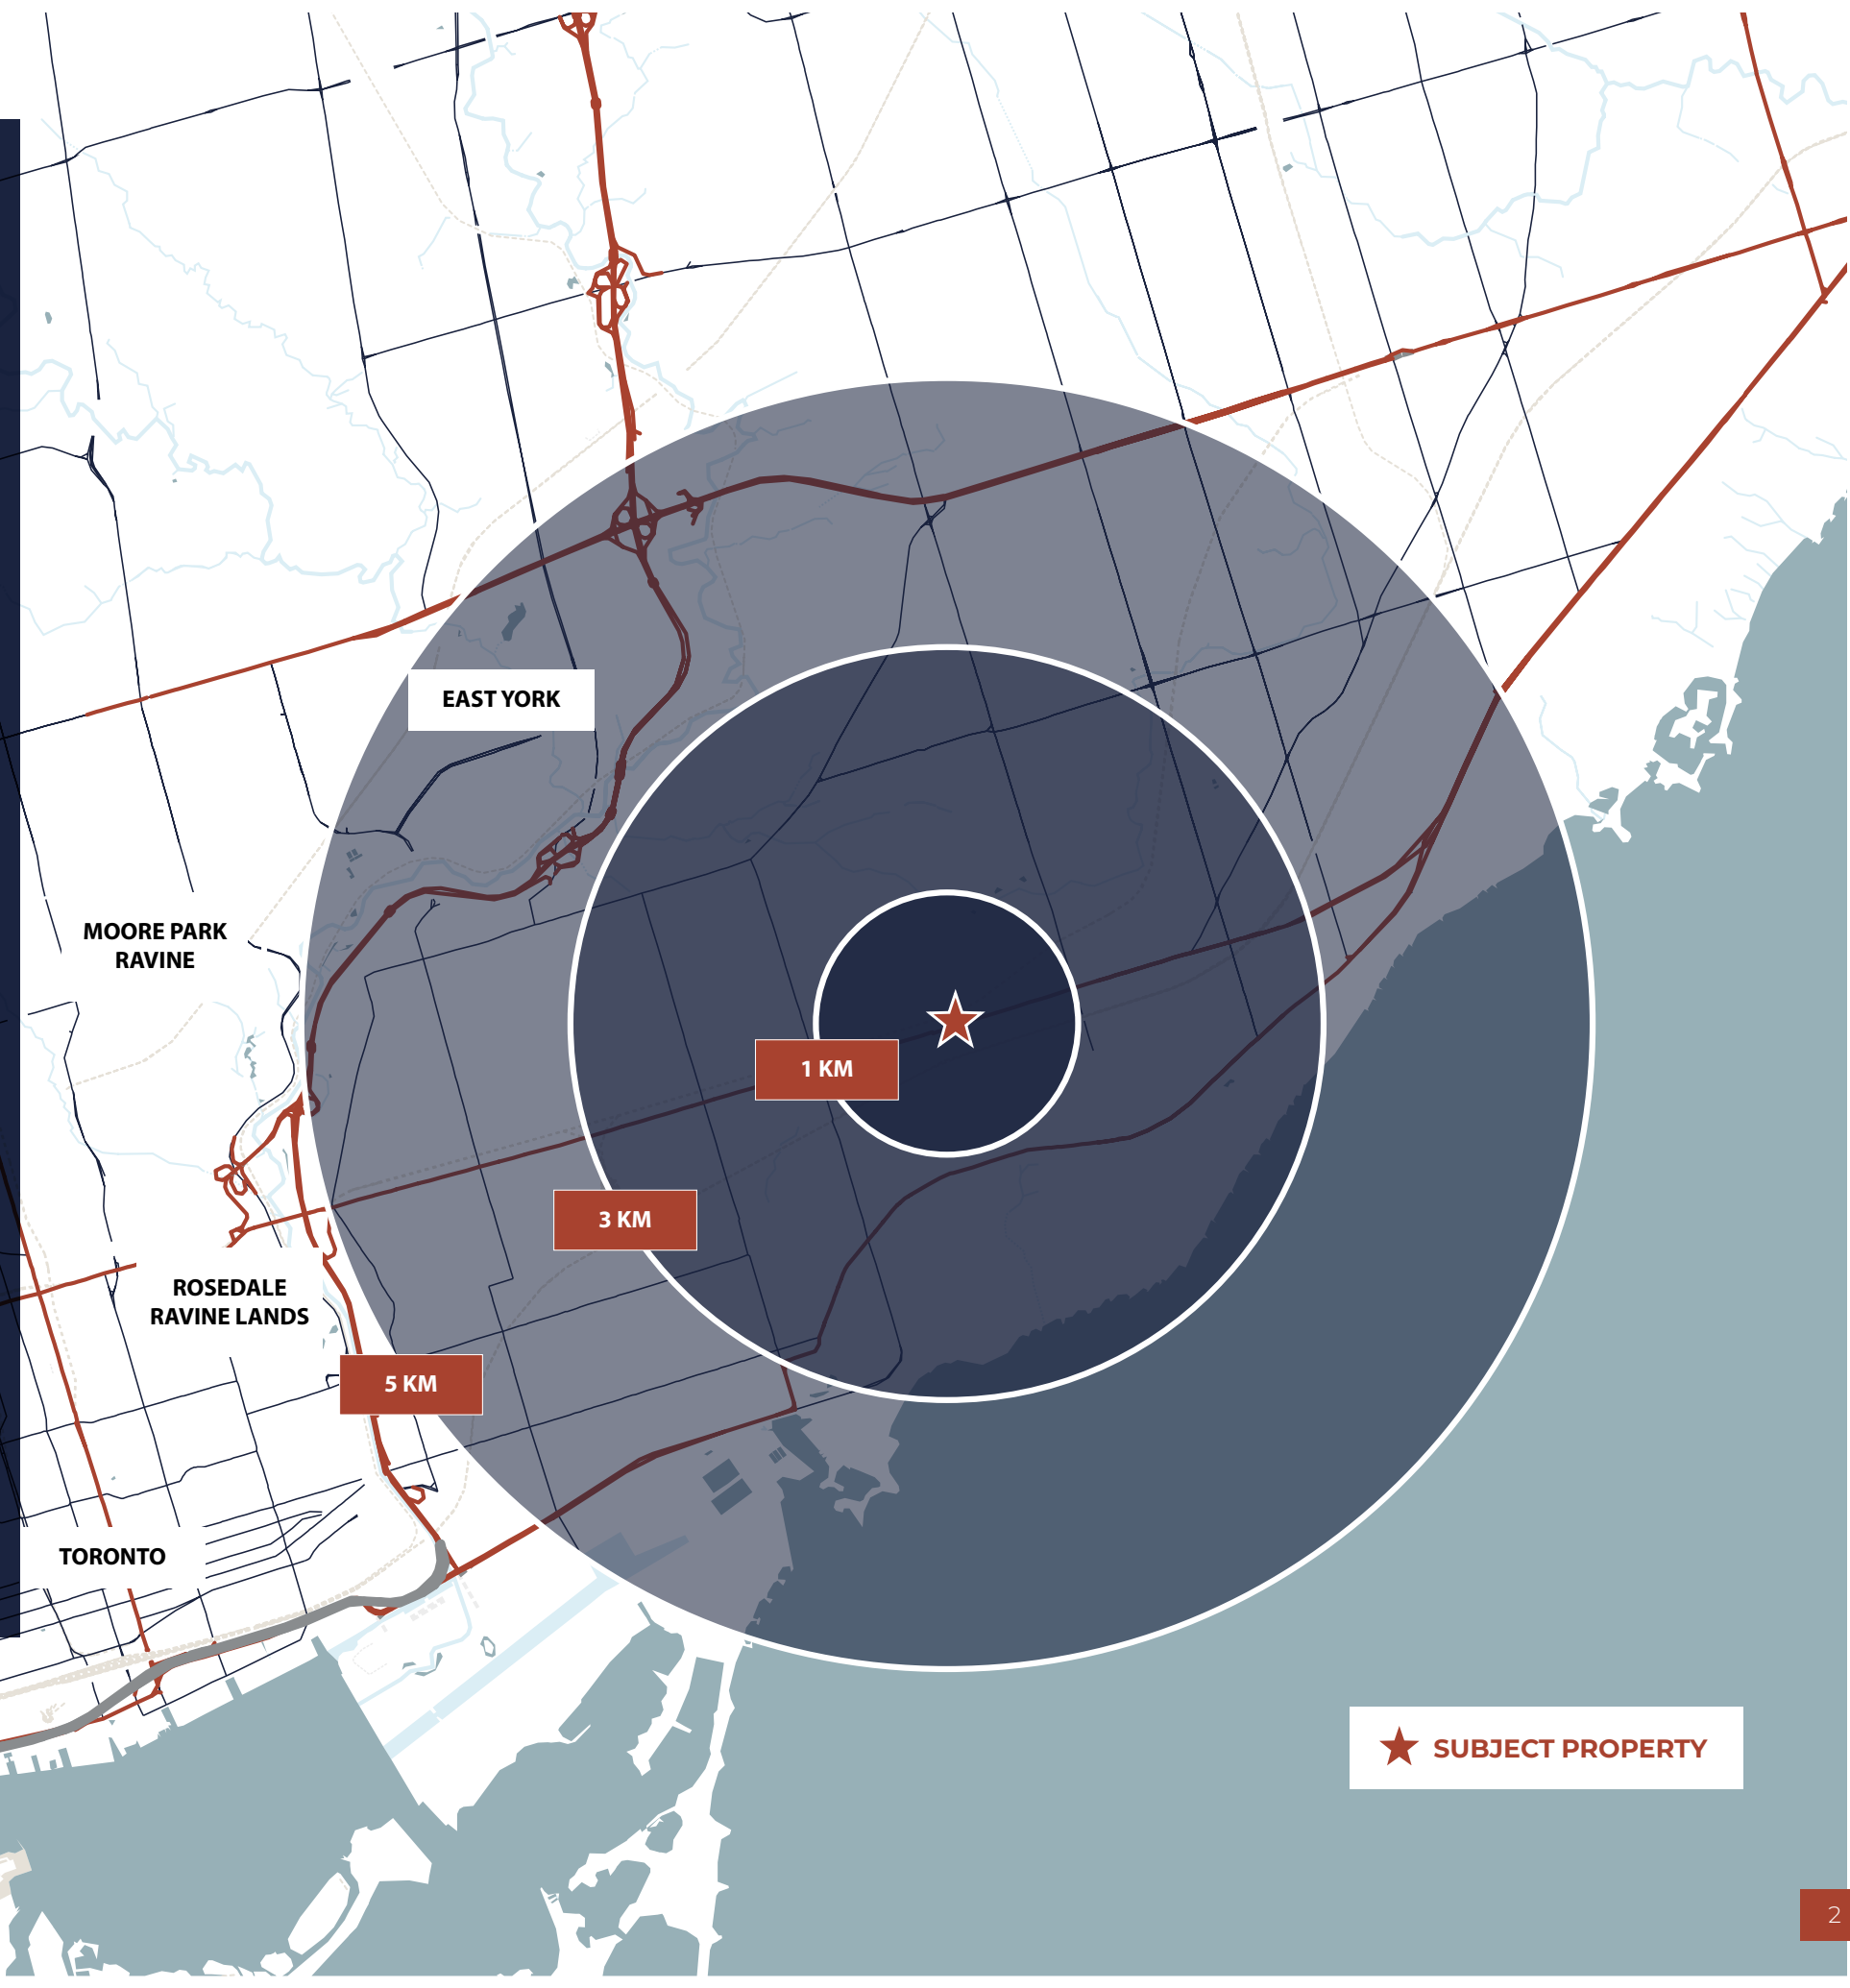 EAST YORK
MOORE PARK
RAVINE
1 KM
3 KM
ROSEDALE
RAVINE LANDS
5 KM
TORONTO
SUBJECT PROPERTY
2